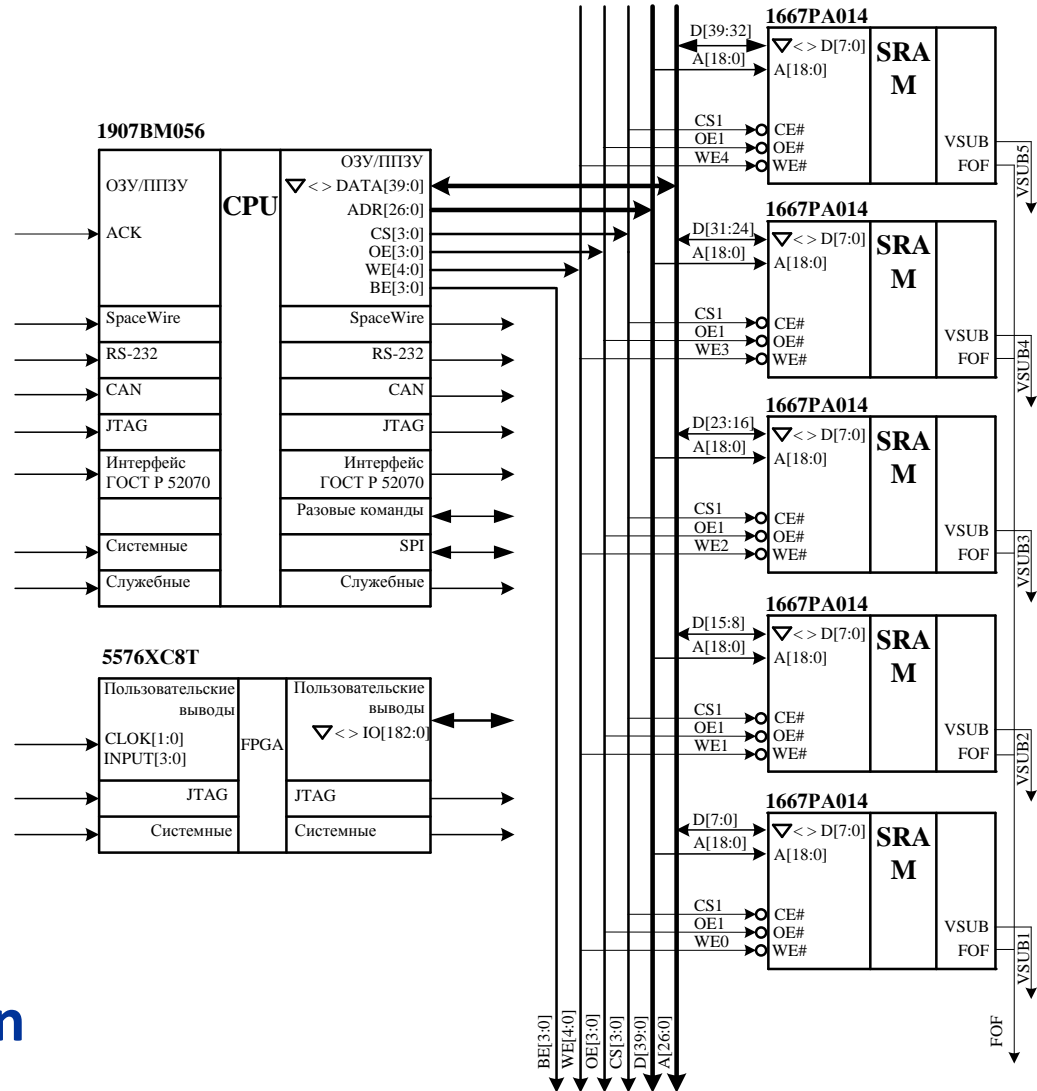 1907ВМ056
ОЗУ/ППЗУ
ACK
SpaceWire
RS-232
CAN
JTAG
Интерфейс
ГОСТ Р 52070
Системные
Служебные
CPU
ОЗУ/ППЗУ
<> DATA[39:0]
ADR[26:0]
CS[3:0]
OE[3:0]
WE[4:0]
BE[3:0]
SpaceWire
RS-232
CAN
JTAG
Интерфейс
ГОСТ Р 52070
Разовые команды
SPI
Служебные
5576ХС8Т
Пользовательские
выводы
CLOK[1:0]
INPUT[3:0]
JTAG
Системные
FPGA
Пользовательские
выводы
<> IO[182:0]
JTAG
Системные
n
BE[3:0]
WE[4:0]
OE[3:0]
CS[3:0]
D[39:0]
A[26:0]
1667РА014
D[39:32]
A[18:0]
CS1
OE1
WE4
<> D[7:0]
A[18:0]
CE#
OE#
WE#
SRA
M
VSUB
FOF
VSUB5
1667РА014
D[31:24]
A[18:0]
CS1
OE1
WE3
<> D[7:0]
A[18:0]
CE#
OE#
WE#
SRA
M
VSUB
FOF
VSUB4
1667РА014
D[23:16]
A[18:0]
CS1
OE1
WE2
<> D[7:0]
A[18:0]
CE#
OE#
WE#
SRA
M
VSUB
FOF
VSUB3
1667РА014
D[15:8]
A[18:0]
CS1
OE1
WE1
<> D[7:0]
A[18:0]
CE#
OE#
WE#
SRA
M
VSUB
FOF
VSUB2
1667РА014
D[7:0]
A[18:0]
CS1
OE1
WE0
<> D[7:0]
A[18:0]
CE#
OE#
WE#
SRA
M
VSUB
FOF
VSUB1
FOF